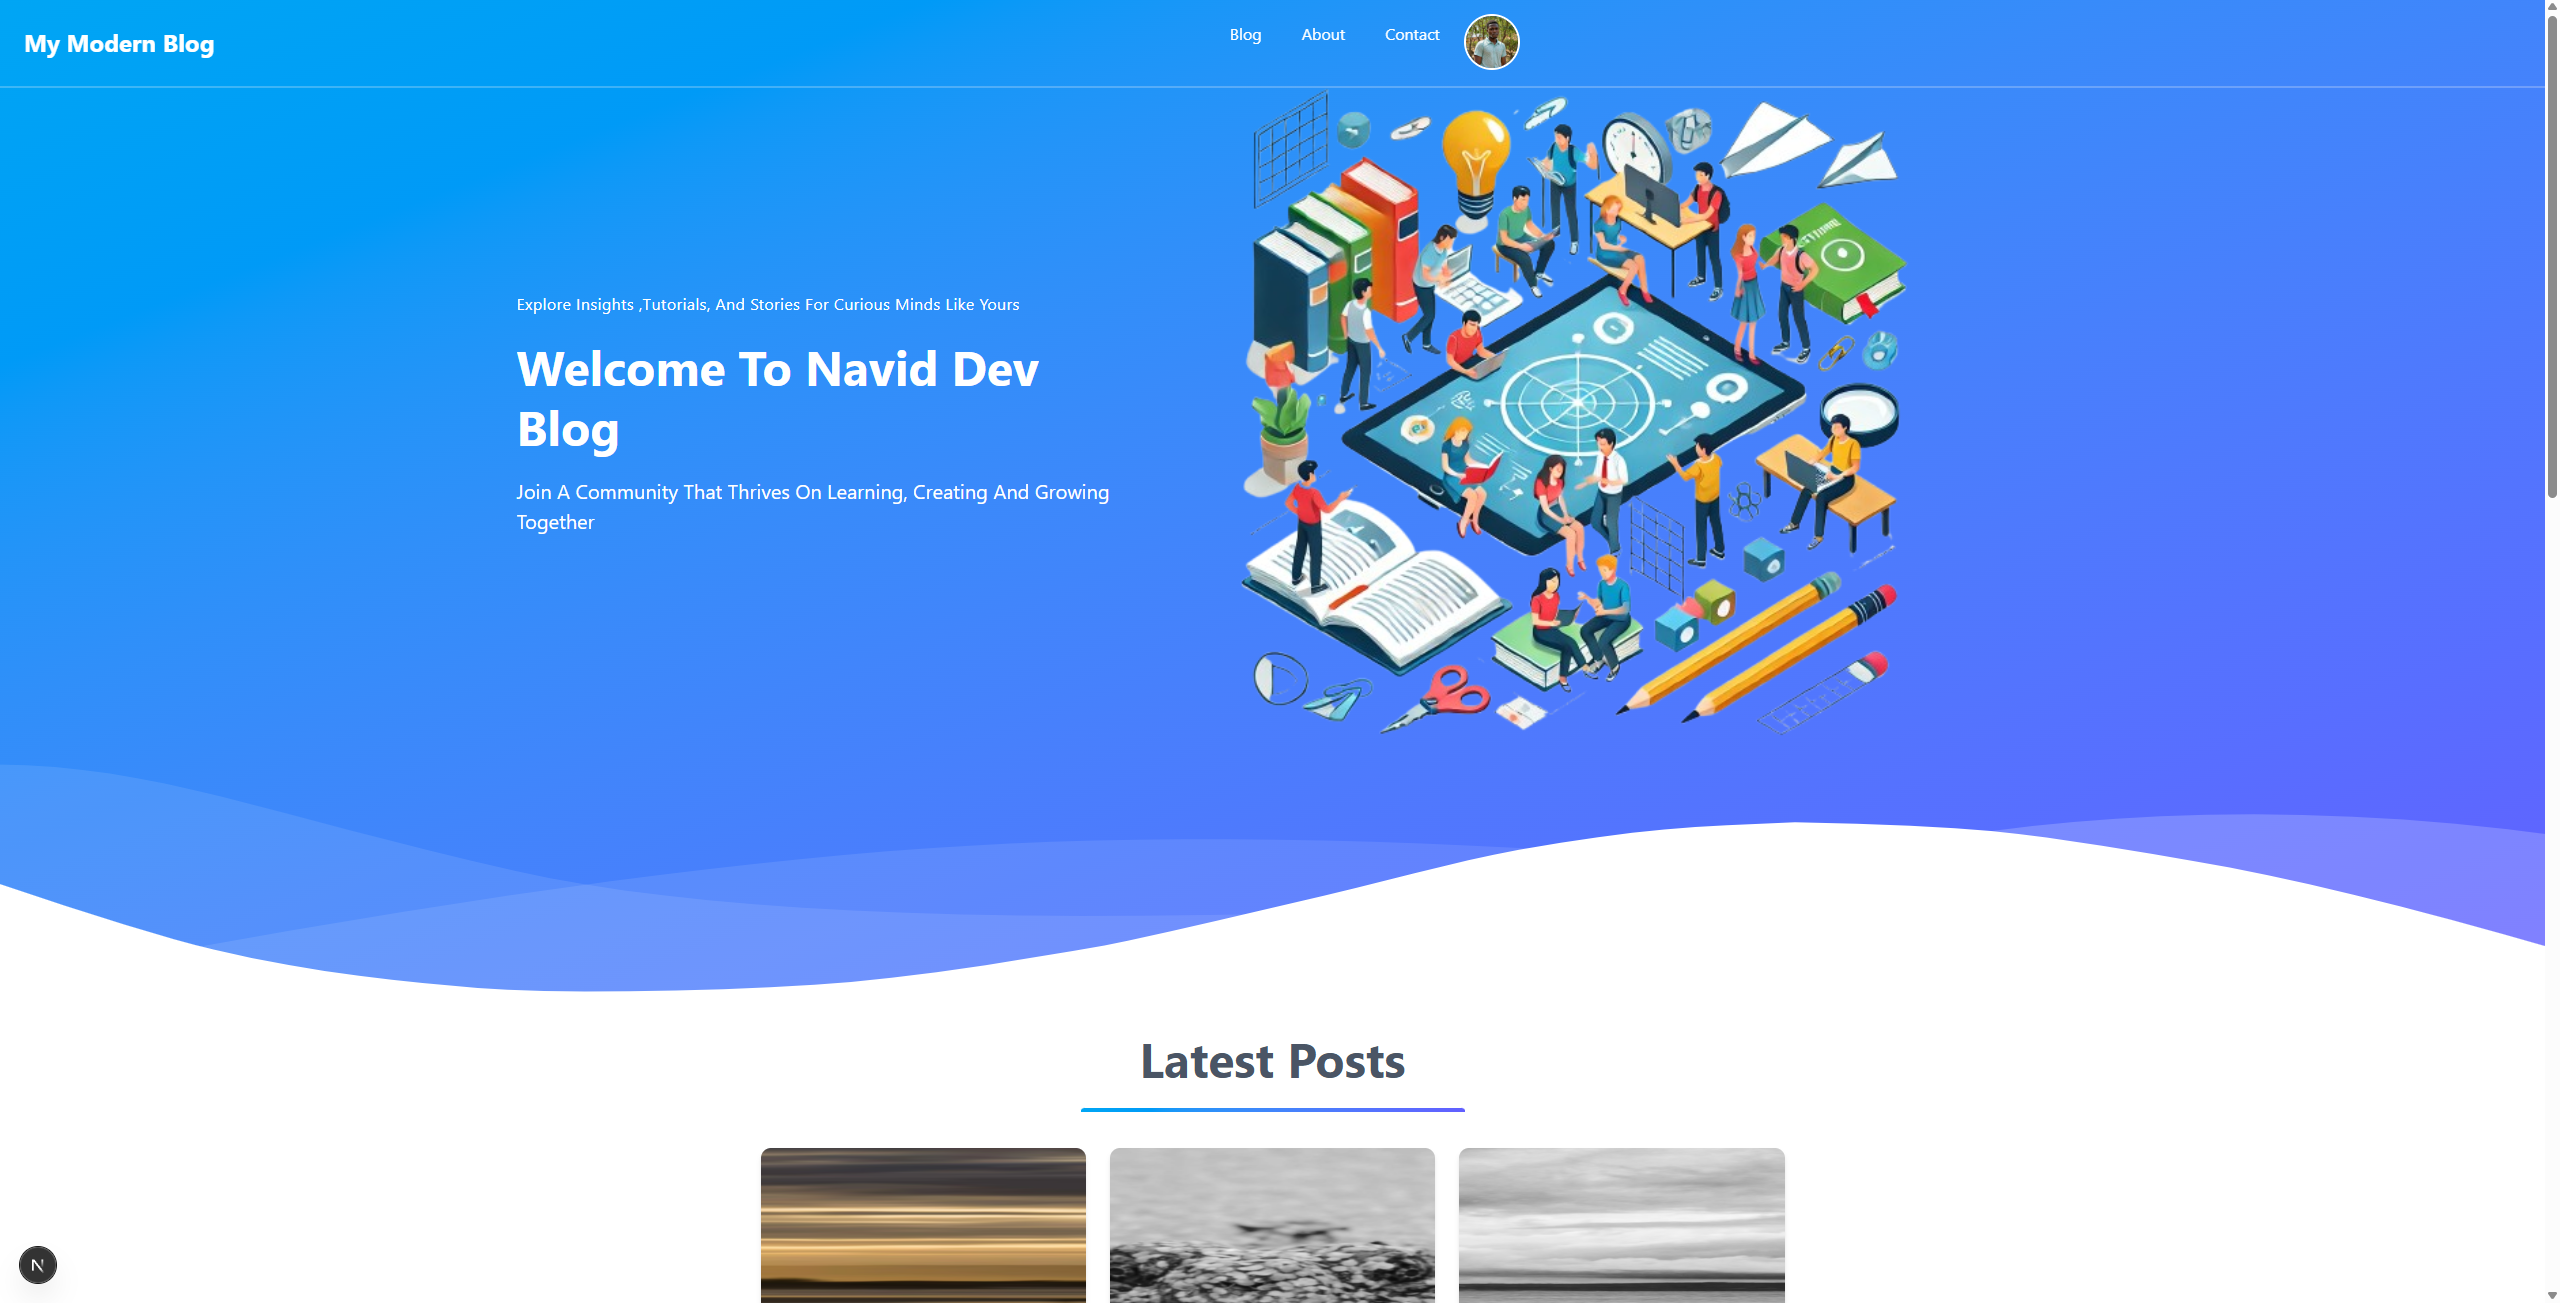 My Modern Blog
Blog About Contact
Explore Insights ,Tutorials, And Stories For Curious Minds Like Yours
Welcome To Navid Dev
Blog
Join A Community That Thrives On Learning, Creating And Growing
Together
Latest Posts
N